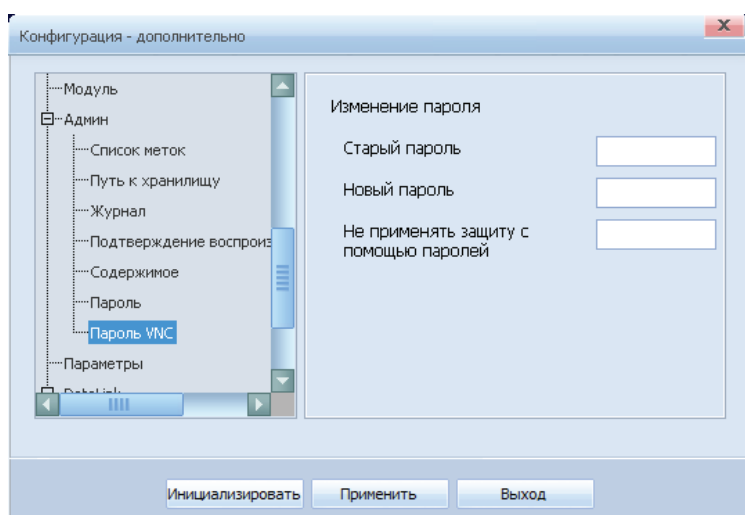 Конфигурация - дополнительно
Модуль
Админ
Список меток
Путь к хранилищу
Журнал
Подтверждение воспроиз
Содержимое
Пароль
Пароль VNC
Параметры
DataLink
Изменение пароля
Старый пароль
Новый пароль
Не применять защиту с
помощью паролей
Инициализировать
Применить
Выход